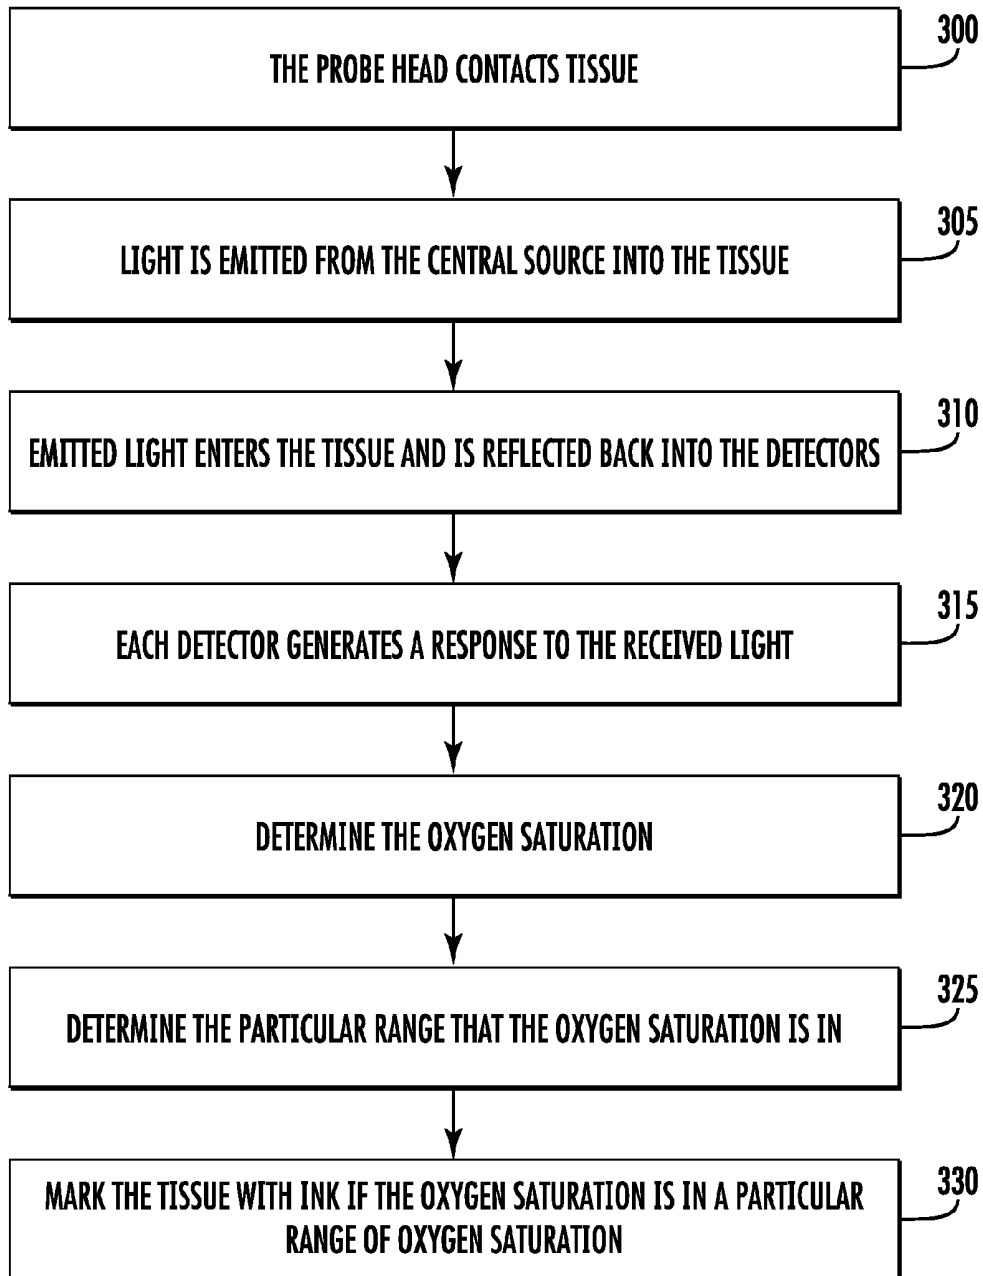 THE PROBE HEAD CONTACTS TISSUE
300
LIGHT IS EMITTED FROM THE CENTRAL SOURCE INTO THE TISSUE
305
EMITTED LIGHT ENTERS THE TISSUE AND IS REFLECTED BACK INTO THE DETECTORS
310
EACH DETECTOR GENERATES A RESPONSE TO THE RECEIVED LIGHT
315
DETERMINE THE OXYGEN SATURATION
320
DETERMINE THE PARTICULAR RANGE THAT THE OXYGEN SATURATION IS IN
325
MARK THE TISSUE WITH INK IF THE OXYGEN SATURATION IS IN A PARTICULAR
RANGE OF OXYGEN SATURATION
330